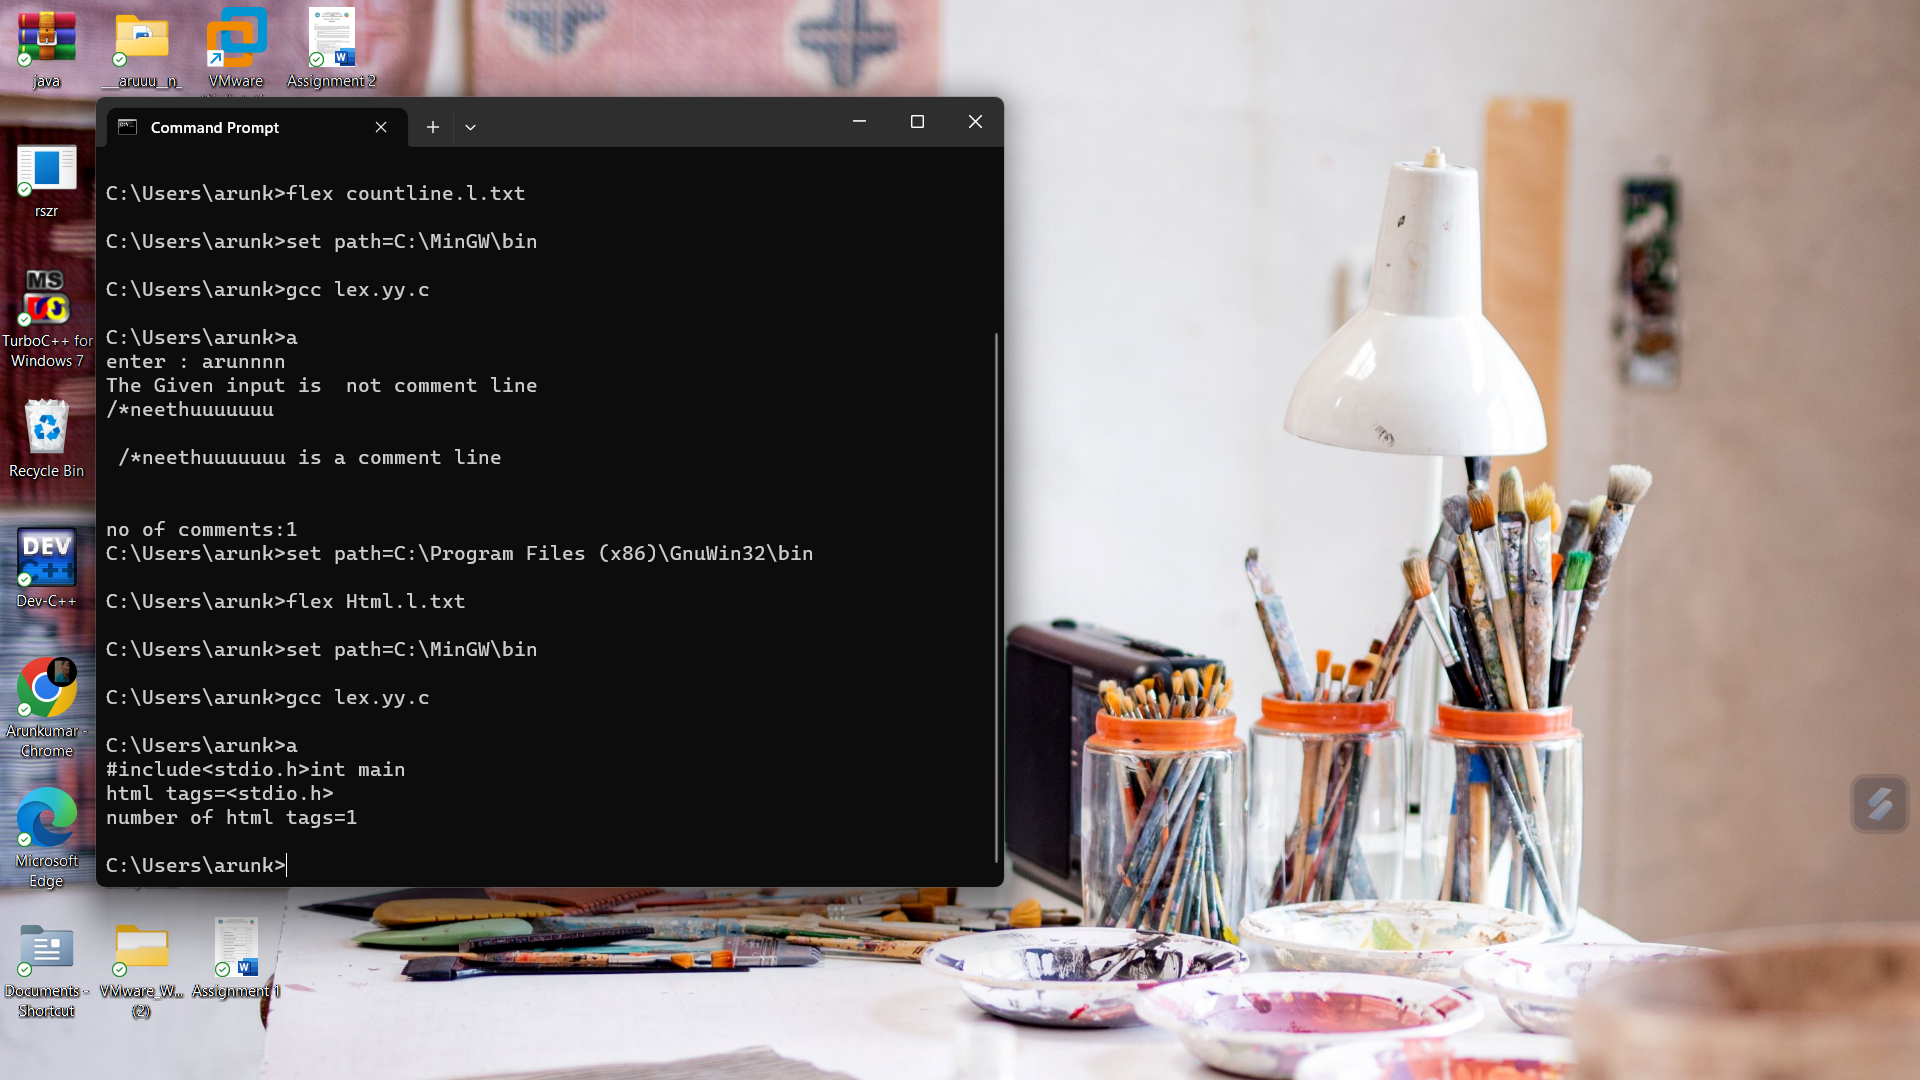 java
__aruuu__n_
VMware
Assignment 2
Command Prompt
C:\Users\arunk>flex countline.l.txt
C:\Users\arunk>set path=C:\MinGW\bin
C:\Users\arunk>gcc lex.yy.c
C:\Users\arunk>a
enter : arunnnn
The Given input is  not comment line
/*neethuuuuuuu
 /*neethuuuuuuu is a comment line
no of comments:1
C:\Users\arunk>set path=C:\Program Files (x86)\GnuWin32\bin
C:\Users\arunk>flex Html.l.txt
C:\Users\arunk>set path=C:\MinGW\bin
C:\Users\arunk>gcc lex.yy.c
C:\Users\arunk>a
#include<stdio.h>int main
html tags=<stdio.h>
number of html tags=1
C:\Users\arunk>
rszr
MS
DOS
TurboC++ for
Windows 7
Recycle Bin
DEV
C++
Dev-C++
Arunkumar -
Chrome
Microsoft
Edge
Documents -
Shortcut
VMware_W...
(2)
Assignment 1